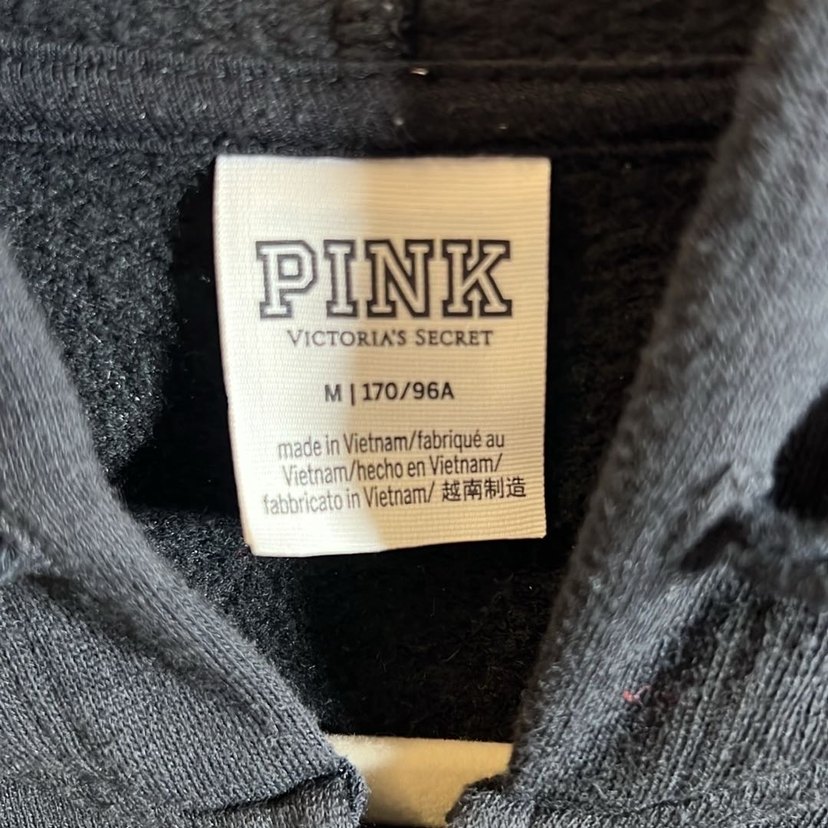 PINK
VICTORIA'S SECRET
M | 170/96A
made in Vietnam/fabriqué au
Vietnam/hecho en Vietnam/
fabbricato in Vietnam/ 越南制造